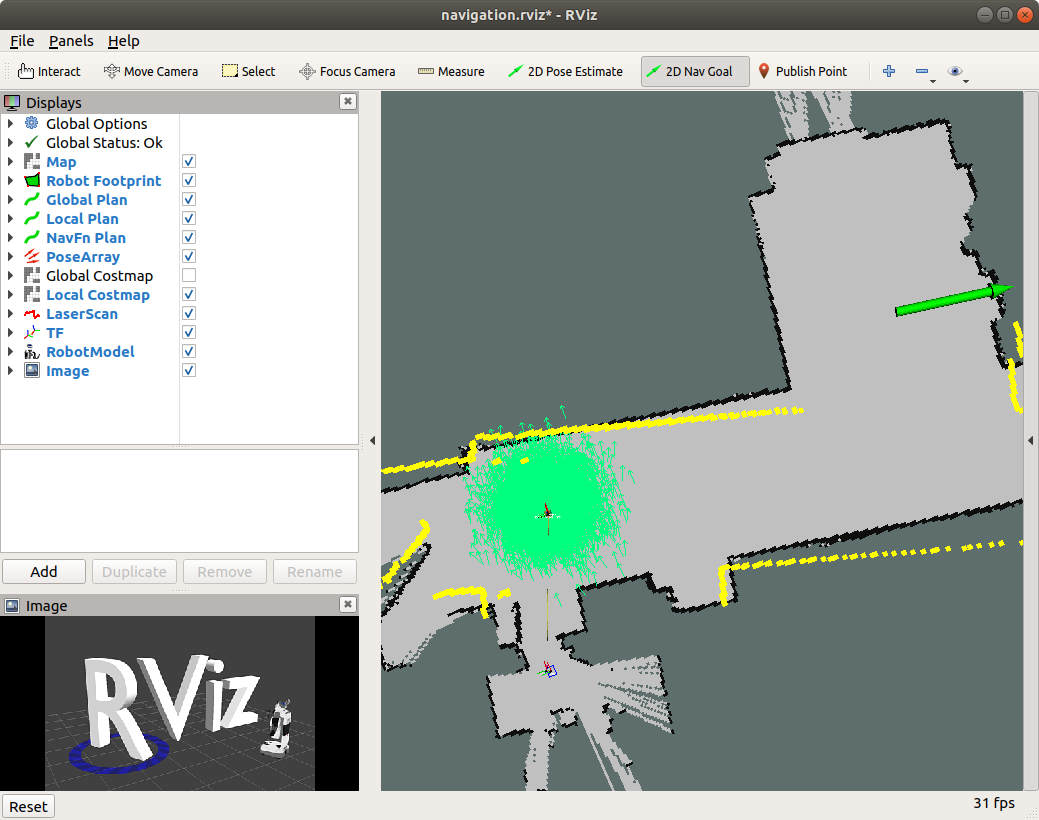 navigation.rviz* - RViz
File Panels Help
Interact Move Camera Select Focus Camera Measure 2D Pose Estimate 2D Nav Goal Publish Point
Displays
Global Options
Global Status: Ok
Map
Robot Footprint
Global Plan
Local Plan
NavFn Plan
PoseArray
Global Costmap
Local Costmap
LaserScan
TF
RobotModel
Image
Add Duplicate Remove Rename
Image
RViz
Reset
31 fps